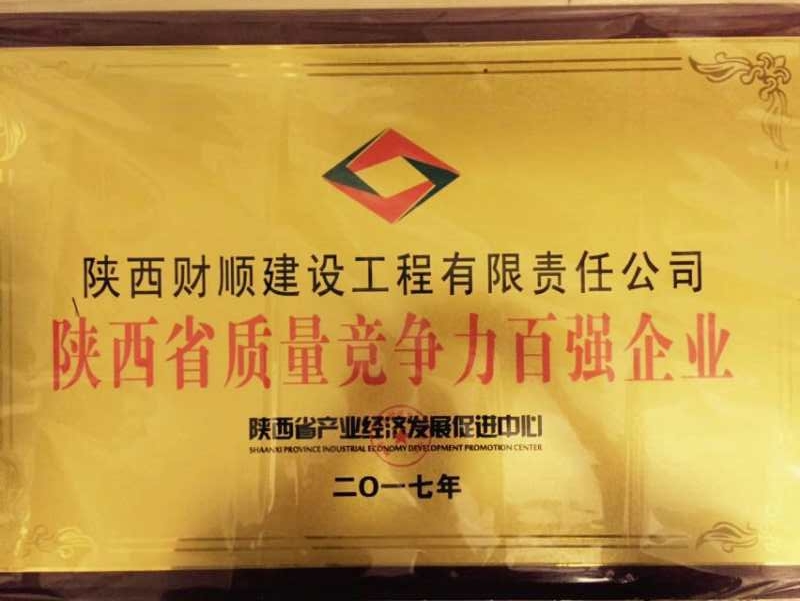 陕西财顺建设工程有限责任公司
陕西省质量竞争力百强企业
陕西省产业经济发展促进中心
SHAANXI PROVINCE INDUSTRIAL ECONOMY DEVELOPMENT PROMOTION CENTER
二〇一七年